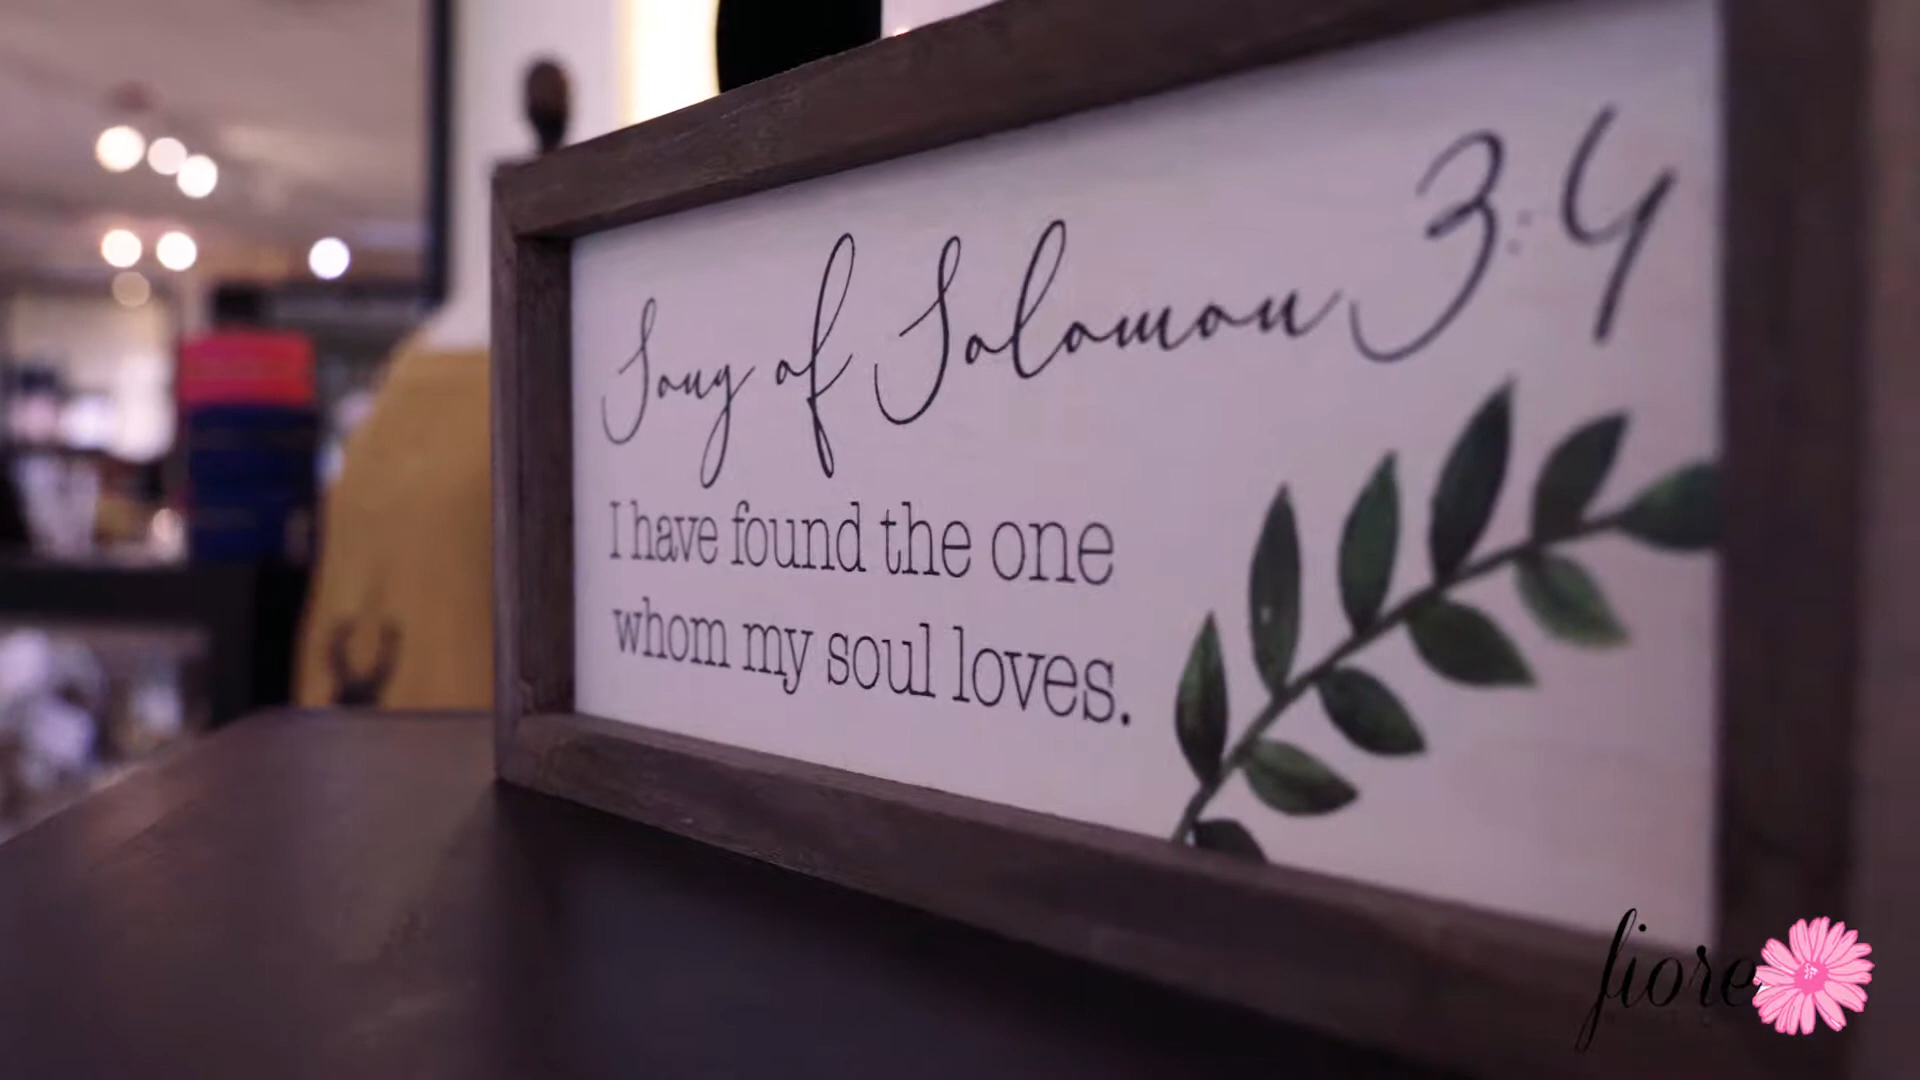 Song of Solomon 3:4
I have found the one
whom my soul loves.
fiore